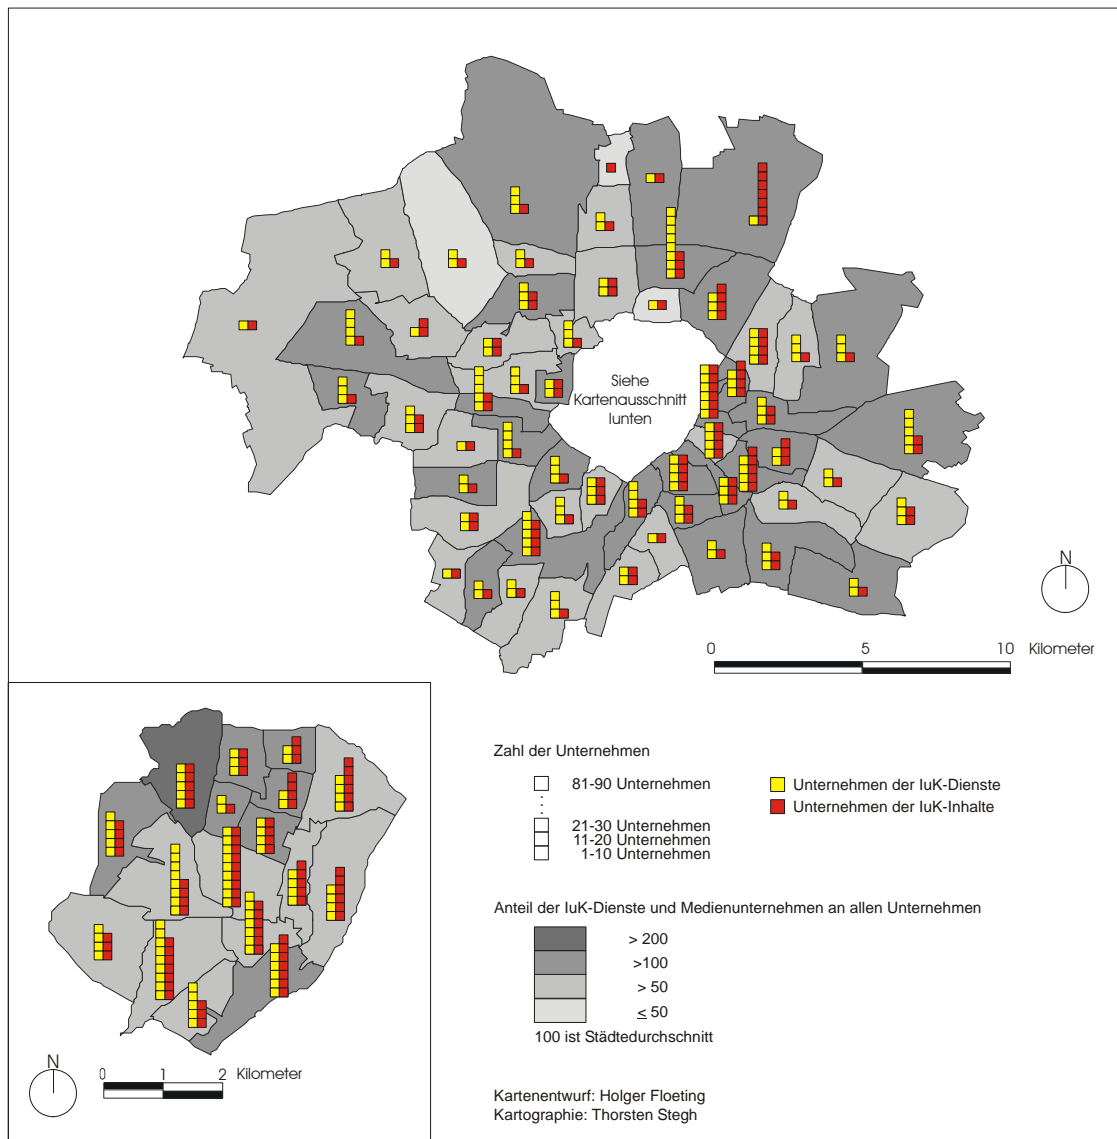 Siehe
Kartenausschnitt
lunten
N
0 5 10 Kilometer
Zahl der Unternehmen
81-90 Unternehmen
21-30 Unternehmen
11-20 Unternehmen
1-10 Unternehmen
Unternehmen der IuK-Dienste
Unternehmen der IuK-Inhalte
Anteil der IuK-Dienste und Medienunternehmen an allen Unternehmen
> 200
>100
> 50
≤ 50
100 ist Städtedurchschnitt
N
0 1 2 Kilometer
Kartenentwurf: Holger Floeting
Kartographie: Thorsten Stegh